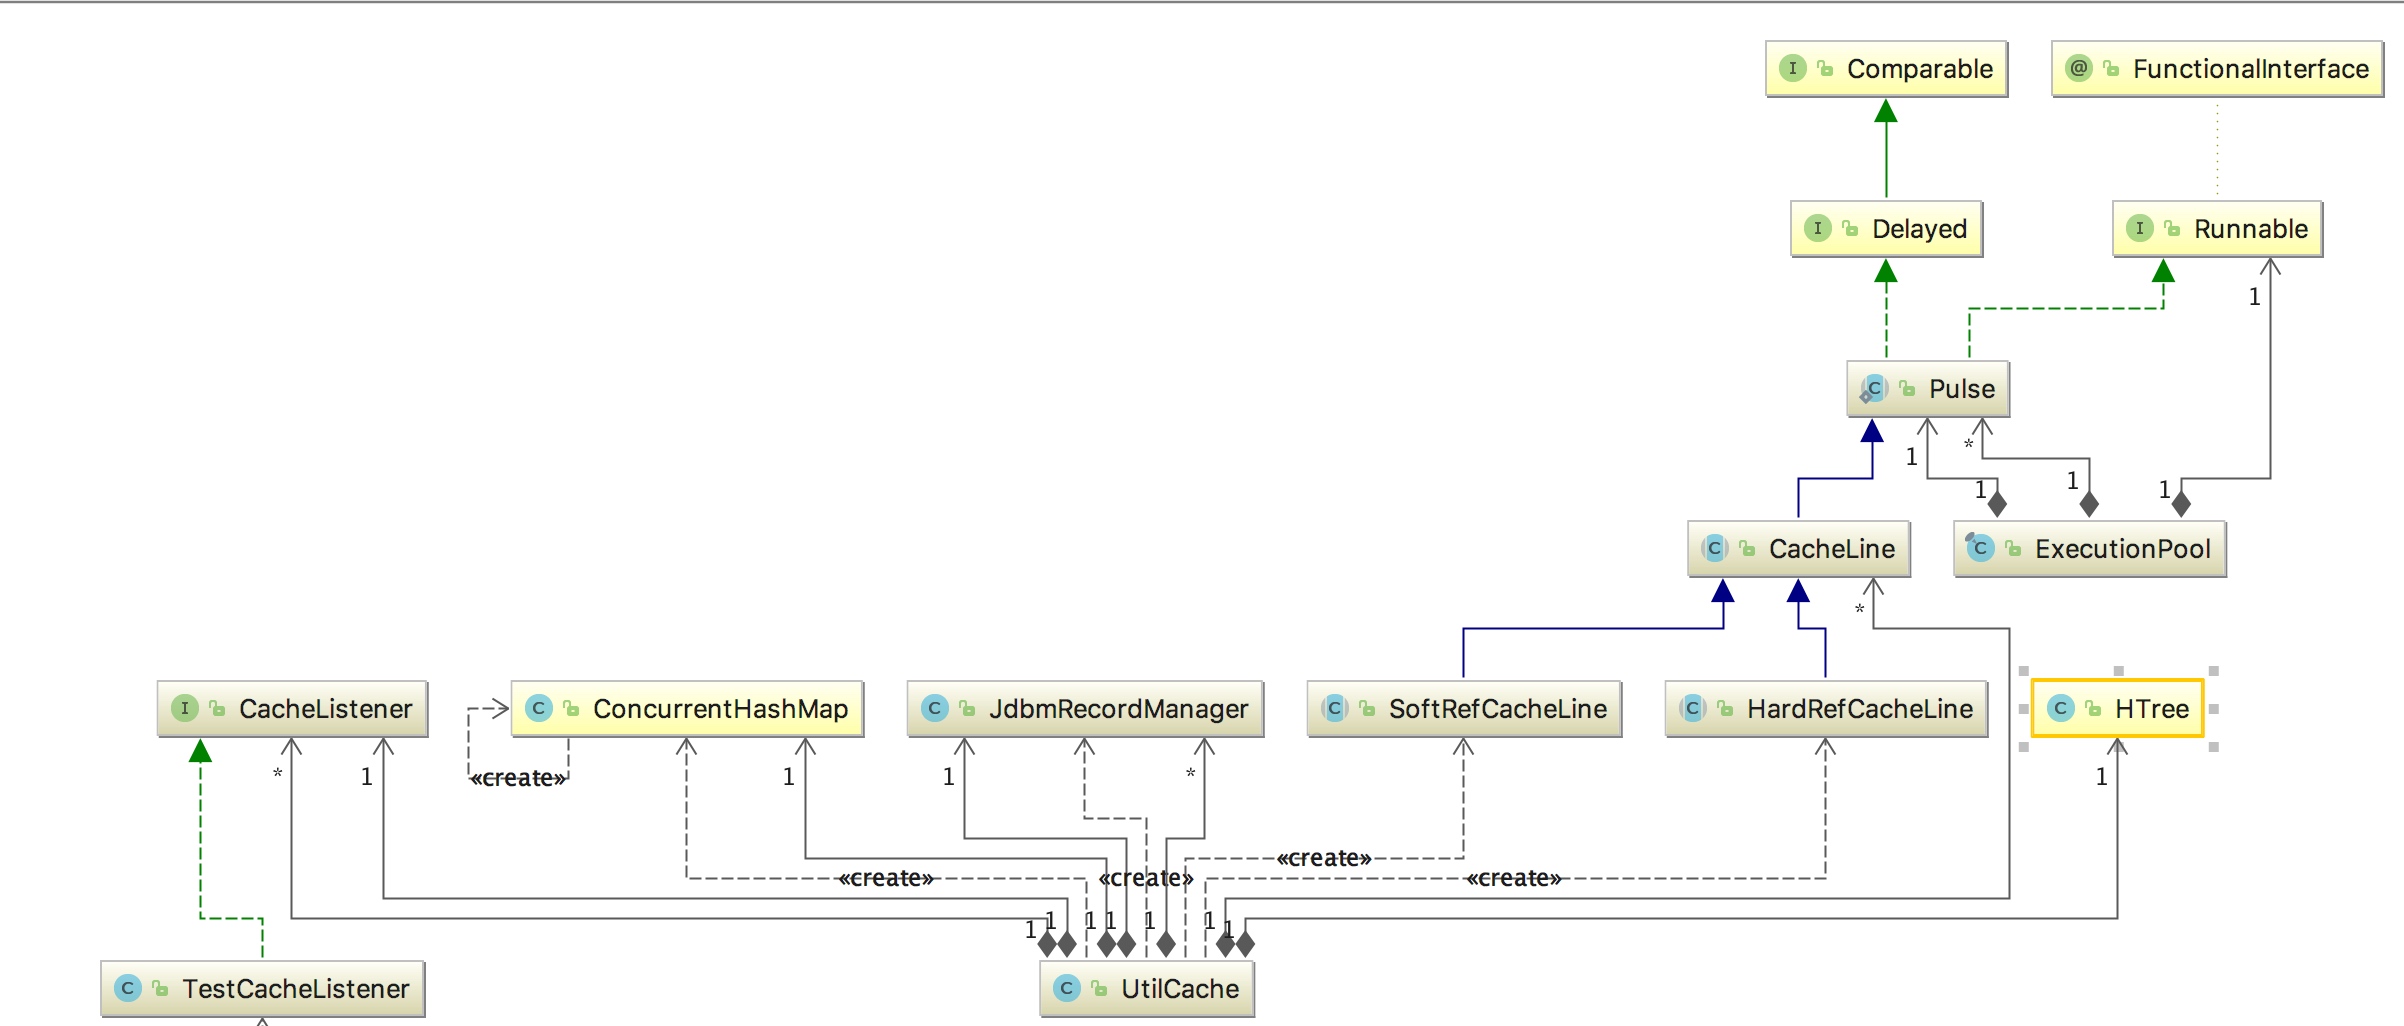 I Comparable
@ FunctionalInterface
I Delayed
I Runnable
1
C Pulse
1
*
1
1
1
C CacheLine
C ExecutionPool
*
I CacheListener
C ConcurrentHashMap
C JdbmRecordManager
C SoftRefCacheLine
C HardRefCacheLine
C HTree
*
1
«create»
1
1
*
1
«create»
«create»
«create»
«create»
1
1
1
1
1
1
1
C TestCacheListener
C UtilCache